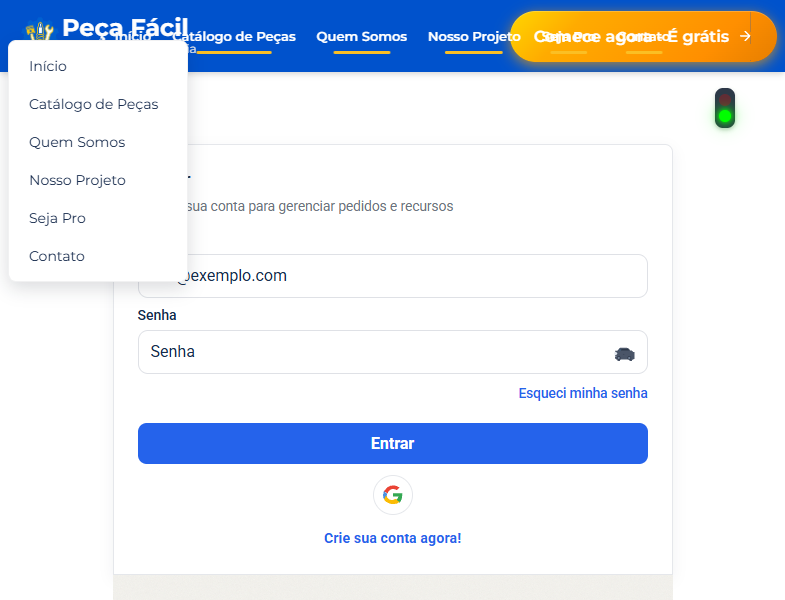 Peça Fácil
Início
Catálogo de Peças
Quem Somos
Nosso Projeto
Seja Pro
Contato
Comece agora - É grátis →
Início
Catálogo de Peças
Quem Somos
Nosso Projeto
Seja Pro
Contato
sua conta para gerenciar pedidos e recursos
@exemplo.com
Senha
Senha
Esqueci minha senha
Entrar
Crie sua conta agora!